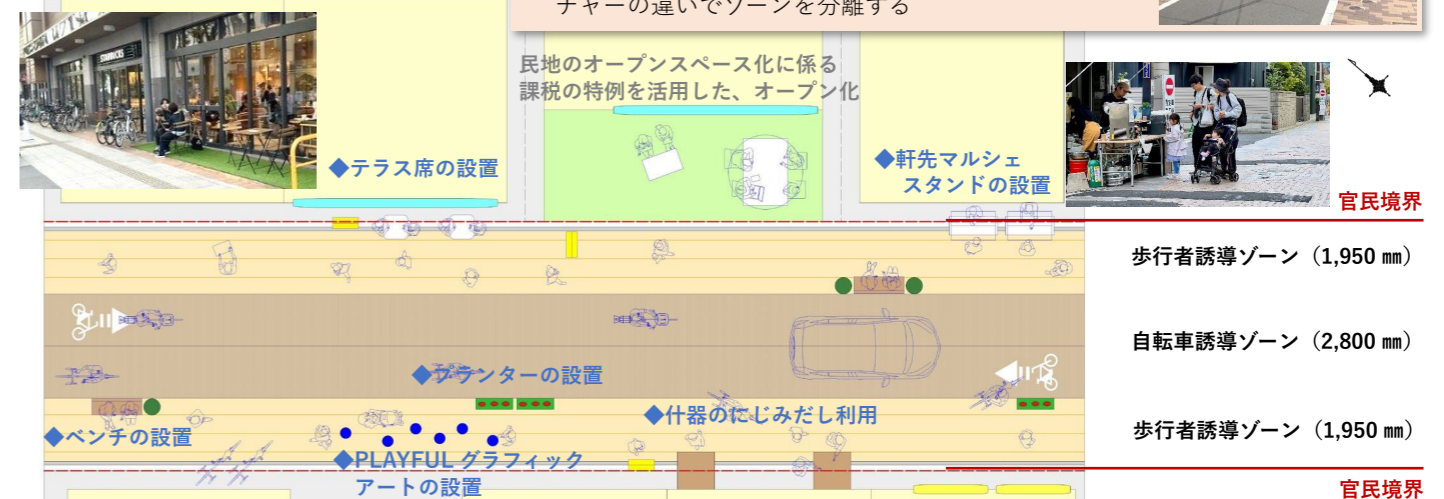 チャーの違いでゾーンを分離する
STARBUCKS
民地のオープンスペース化に係る
課税の特例を活用した、オープン化
◆テラス席の設置
◆軒先マルシェ
スタンドの設置
官民境界
歩行者誘導ゾーン（1,950 ㎜）
自転車誘導ゾーン（2,800 ㎜）
◆プランターの設置
◆什器のにじみだし利用
◆ベンチの設置
歩行者誘導ゾーン（1,950 ㎜）
◆PLAYFUL グラフィック
アートの設置
官民境界